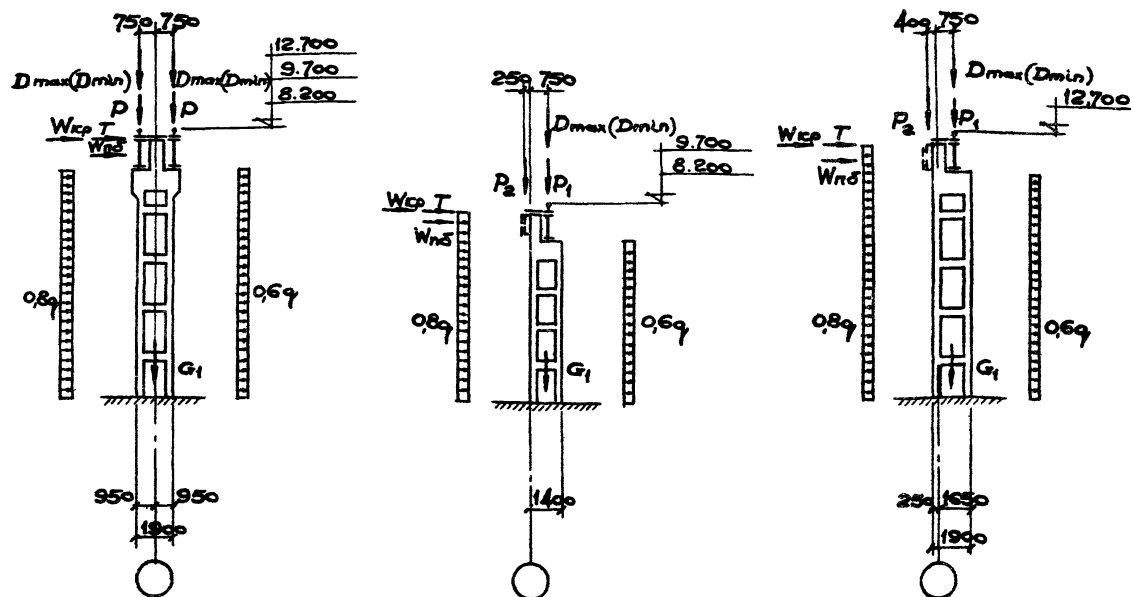 750 750
12.700
9.700
8.200
Dmax(Dmin) Dmax(Dmin)
P P
Wкр T
Wпб
0,8q
0,6q
G1
950 950
1900
250 750
Dmax(Dmin)
9.700
8.200
P2 P1
Wкр T
Wпб
0,8q
0,6q
G1
1400
400 750
Dmax(Dmin)
12,700
P2 P1
Wкр T
Wпб
0,8q
0,6q
G1
250 1650
1900